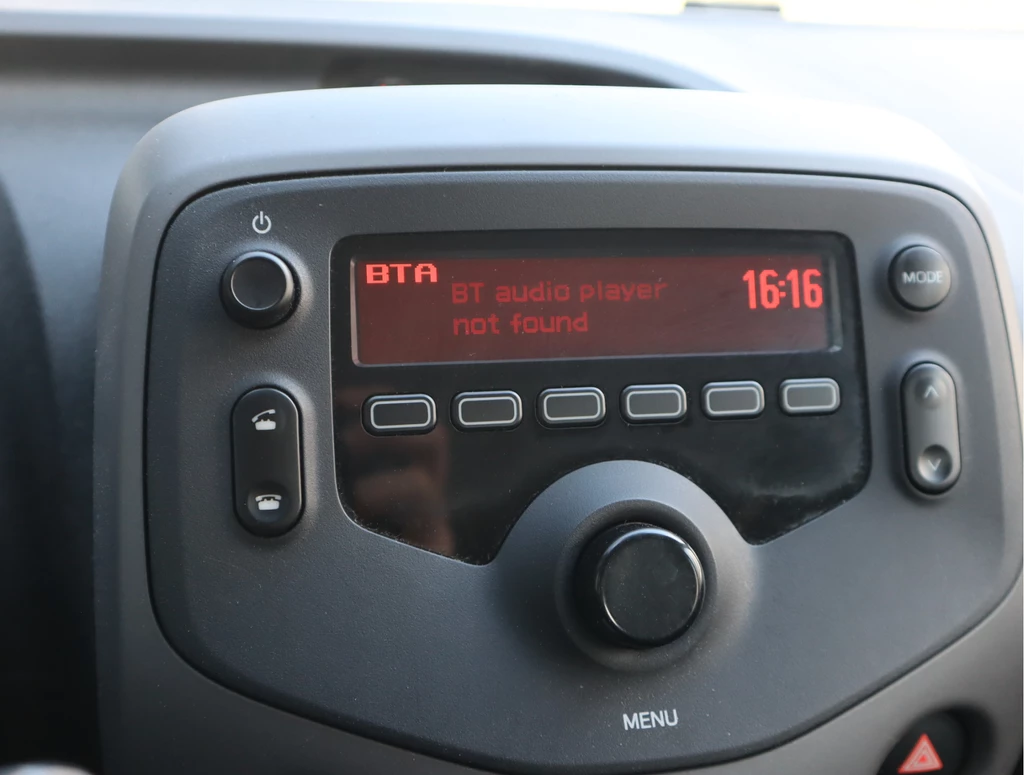 BTA
BT audio player
not found
16:16
MODE
MENU